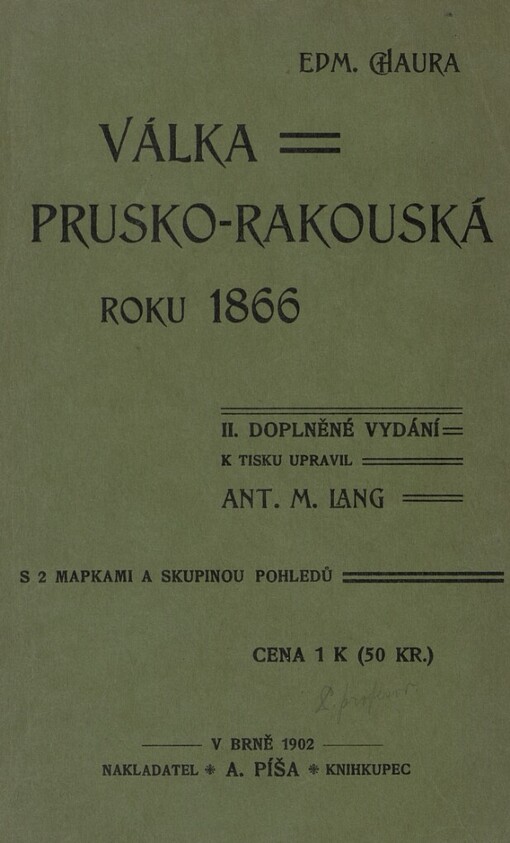 EDM. CHAURA
VÁLKA
PRUSKO-RAKOUSKÁ
ROKU 1866
II. DOPLNĚNÉ VYDÁNÍ
K TISKU UPRAVIL
ANT. M. LANG
S 2 MAPKAMI A SKUPINOU POHLEDŮ
CENA 1 K (50 KR.)
V BRNĚ 1902
NAKLADATEL * A. PÍŠA * KNIHKUPEC